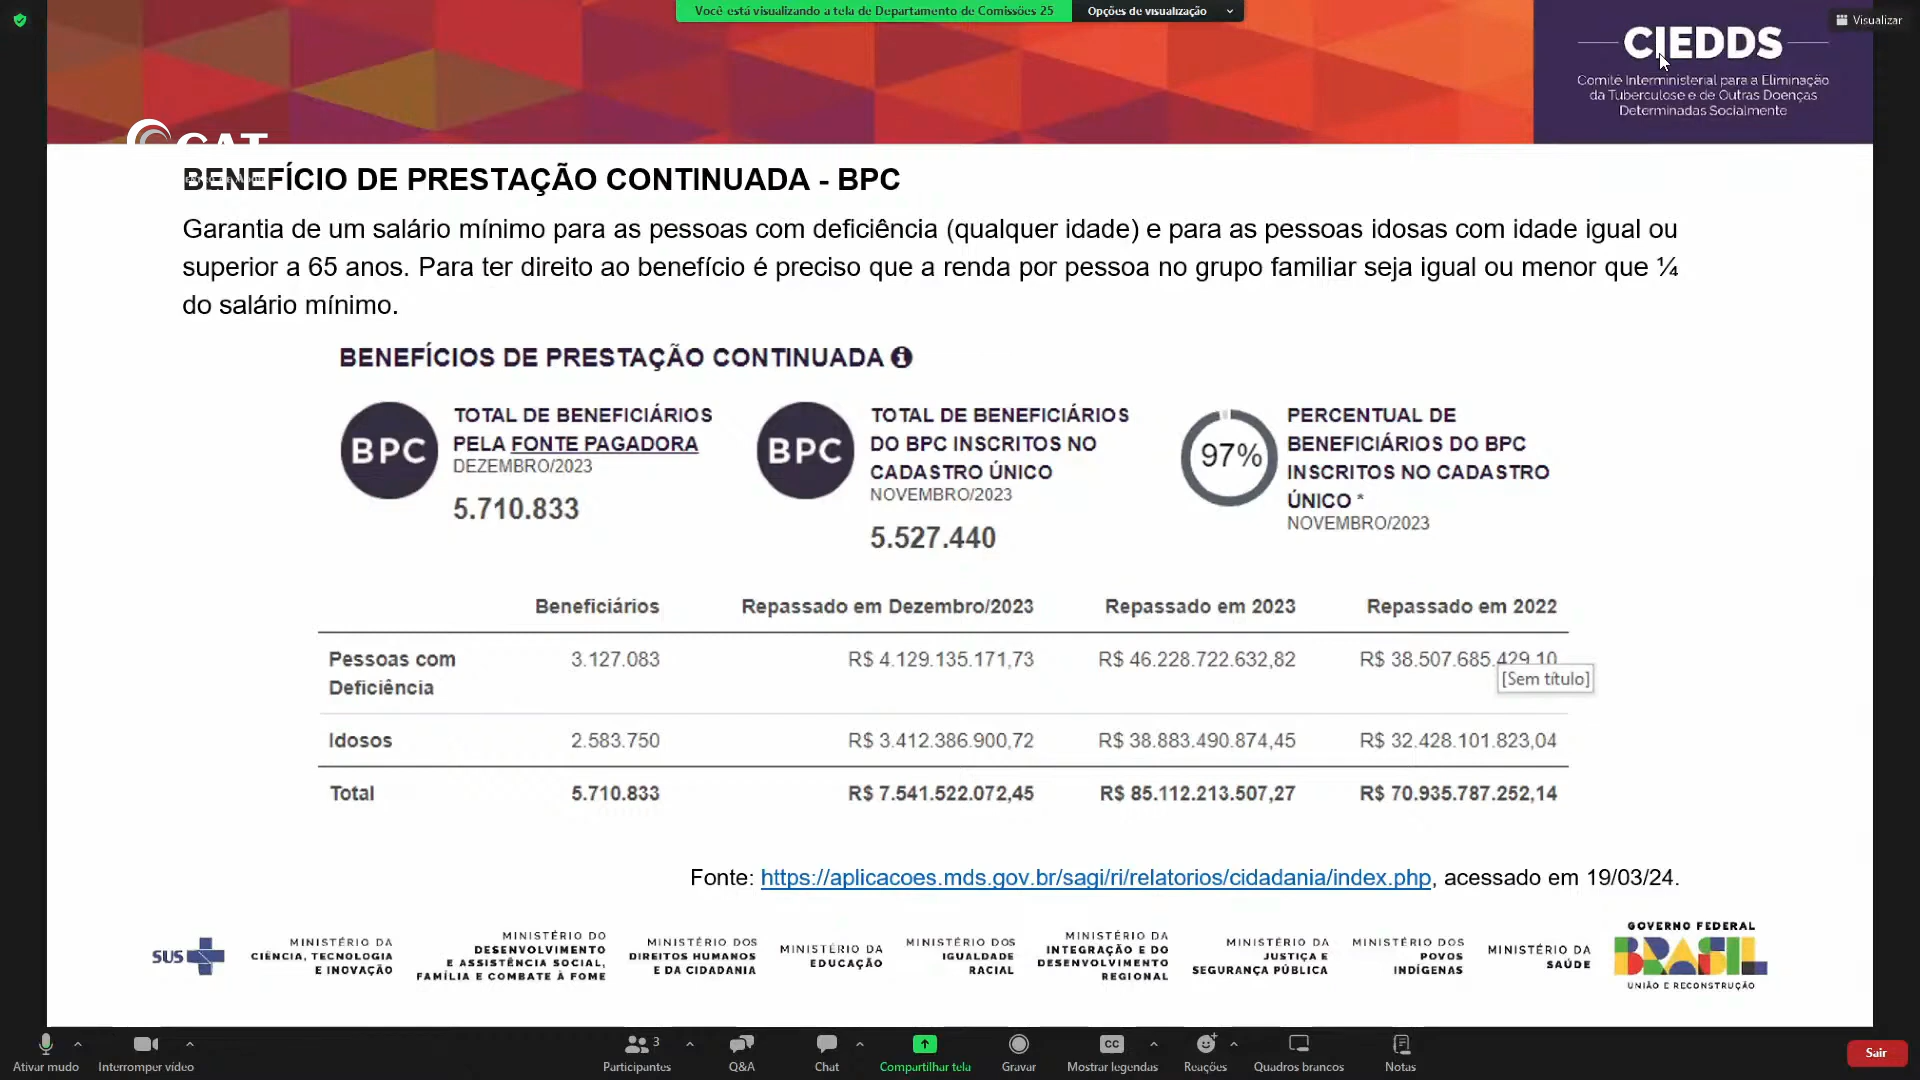 Você está visualizando a tela de Departamento de Comissões 25
Opções de visualização
Visualizar
CIEDDS
Comitê Interministerial para a Eliminação
da Tuberculose e de Outras Doenças
Determinadas Socialmente
BENEFÍCIO DE PRESTAÇÃO CONTINUADA - BPC
Garantia de um salário mínimo para as pessoas com deficiência (qualquer idade) e para as pessoas idosas com idade igual ou
superior a 65 anos. Para ter direito ao benefício é preciso que a renda por pessoa no grupo familiar seja igual ou menor que ¼
do salário mínimo.
BENEFÍCIOS DE PRESTAÇÃO CONTINUADA
BPC
TOTAL DE BENEFICIÁRIOS
PELA FONTE PAGADORA
DEZEMBRO/2023
5.710.833
BPC
TOTAL DE BENEFICIÁRIOS
DO BPC INSCRITOS NO
CADASTRO ÚNICO
NOVEMBRO/2023
5.527.440
97%
PERCENTUAL DE
BENEFICIÁRIOS DO BPC
INSCRITOS NO CADASTRO
ÚNICO *
NOVEMBRO/2023
Beneficiários Repassado em Dezembro/2023 Repassado em 2023 Repassado em 2022
Pessoas com
Deficiência 3.127.083 R$ 4.129.135.171,73 R$ 46.228.722.632,82 R$ 38.507.685.429,10
[Sem título]
Idosos 2.583.750 R$ 3.412.386.900,72 R$ 38.883.490.874,45 R$ 32.428.101.823,04
Total 5.710.833 R$ 7.541.522.072,45 R$ 85.112.213.507,27 R$ 70.935.787.252,14
Fonte: https://aplicacoes.mds.gov.br/sagi/ri/relatorios/cidadania/index.php, acessado em 19/03/24.
SUS
MINISTÉRIO DA
CIÊNCIA, TECNOLOGIA
E INOVAÇÃO
MINISTÉRIO DO
DESENVOLVIMENTO
E ASSISTÊNCIA SOCIAL,
FAMÍLIA E COMBATE À FOME
MINISTÉRIO DOS
DIREITOS HUMANOS
E DA CIDADANIA
MINISTÉRIO DA
EDUCAÇÃO
MINISTÉRIO DOS
IGUALDADE
RACIAL
MINISTÉRIO DA
INTEGRAÇÃO E DO
DESENVOLVIMENTO
REGIONAL
MINISTÉRIO DA
JUSTIÇA E
SEGURANÇA PÚBLICA
MINISTÉRIO DOS
POVOS
INDÍGENAS
MINISTÉRIO DA
SAÚDE
GOVERNO FEDERAL
BRASIL
UNIÃO E RECONSTRUÇÃO
Ativar mudo
Interromper vídeo
3
Participantes
Q&A
Chat
Compartilhar tela
Gravar
CC
Mostrar legendas
Reações
Quadros brancos
Notas
Sair